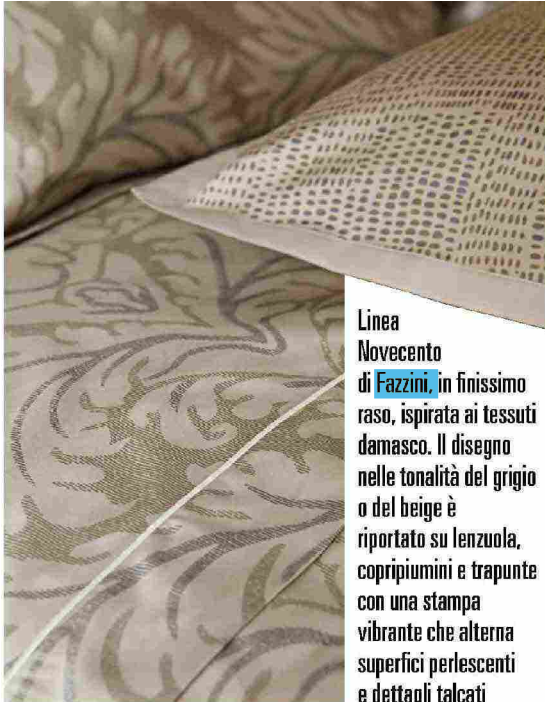 Linea
Novecento
di Fazzini, in finissimo
raso, ispirata ai tessuti
damasco. Il disegno
nelle tonalità del grigio
o del beige è
riportato su lenzuola,
copripiumini e trapunte
con una stampa
vibrante che alterna
superfici perlescenti
e dettagli talcati